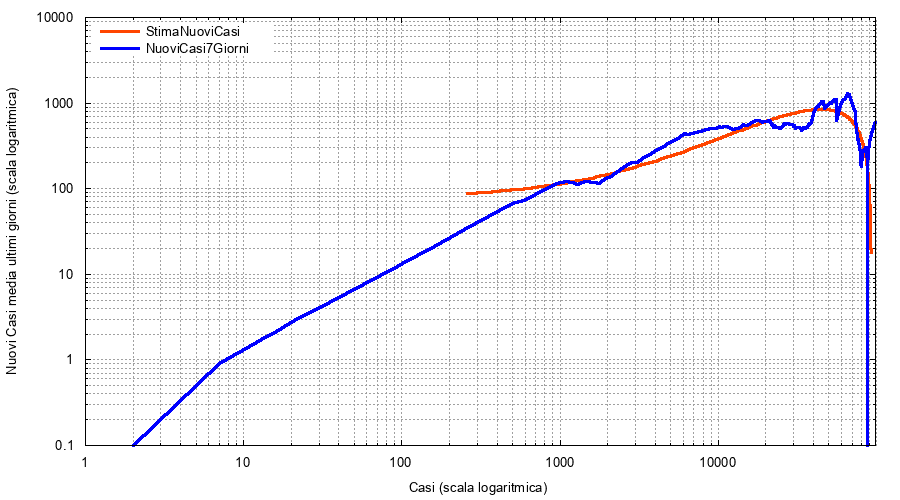 10000
1000
100
10
1
0.1
StimaNuoviCasi
NuoviCasi7Giorni
Nuovi Casi media ultimi giorni (scala logaritmica)
1 10 100 1000 10000
Casi (scala logaritmica)